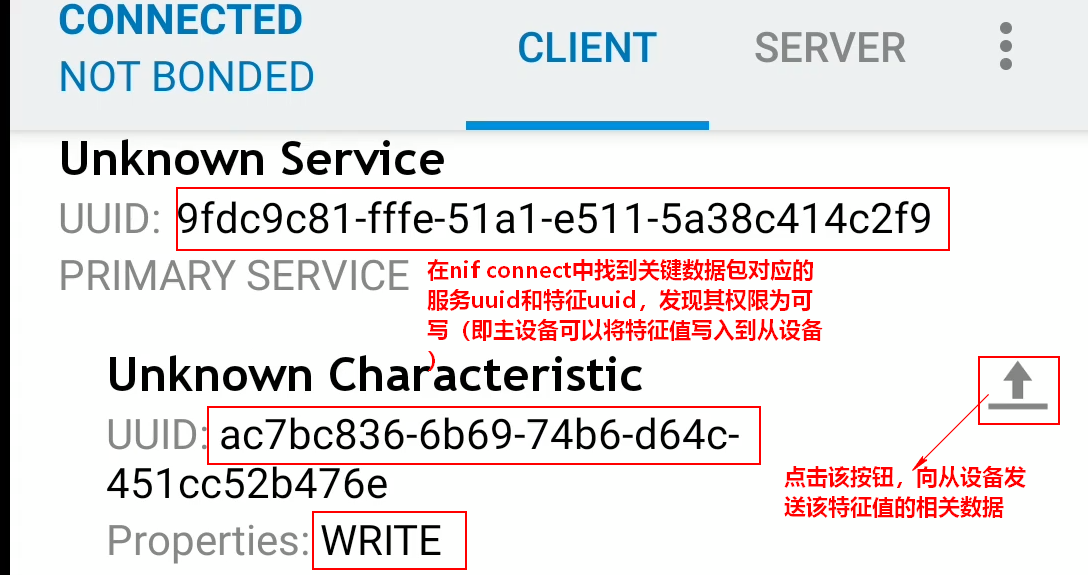 CONNECTED
NOT BONDED
CLIENT
SERVER
Unknown Service
UUID: 9fdc9c81-fffe-51a1-e511-5a38c414c2f9
PRIMARY SERVICE
在nif connect中找到关键数据包对应的
服务uuid和特征uuid，发现其权限为可
写（即主设备可以将特征值写入到从设备
）
Unknown Characteristic
UUID: ac7bc836-6b69-74b6-d64c-
451cc52b476e
Properties: WRITE
点击该按钮，向从设备发
送该特征值的相关数据